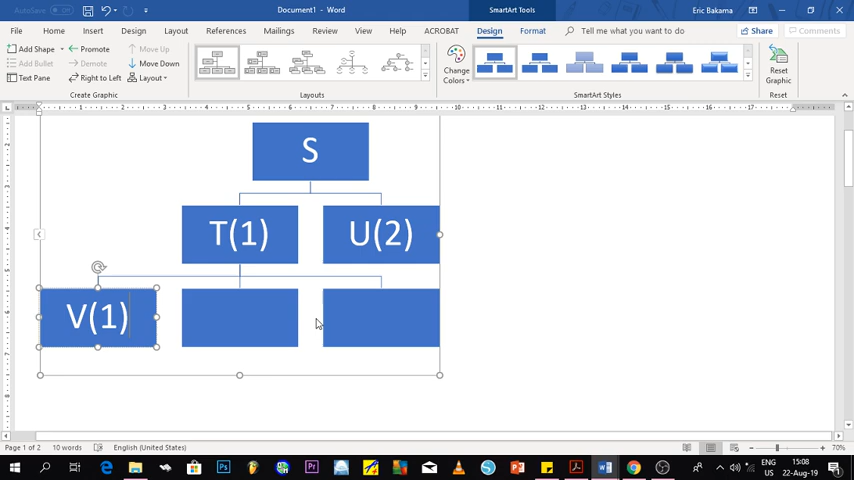 AutoSave Off Document1 - Word SmartArt Tools Eric Bakama
File Home Insert Draw Design Layout References Mailings Review View ACROBAT Design Format Tell me what you want to do Share Comments
Add Shape Promote Move Up
Add Bullet Demote Move Down
Text Pane Right to Left Layout
Create Graphic
Layouts
Change Colors
SmartArt Styles
Reset Graphic
Reset
S
T(1) U(2)
V(1)
Page 1 of 2 10 words English (United States) 70%
ENG US
15:08
22-Aug-19